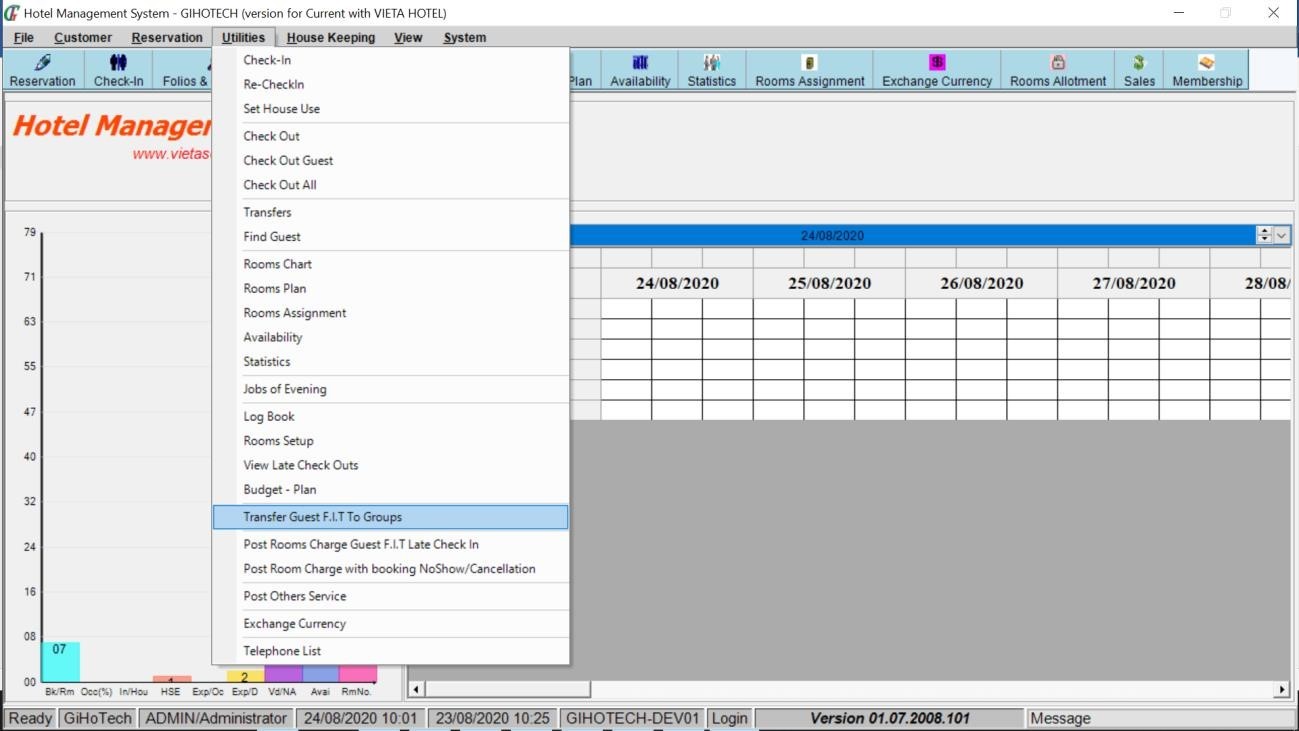 Hotel Management System - GIHOTECH (version for Current with VIETA HOTEL)
File Customer Reservation Utilities House Keeping View System
Reservation Check-In Folios & Plan Availability Statistics Rooms Assignment Exchange Currency Rooms Allotment Sales Membership
Hotel Manage
www.vietas
Check-In
Re-CheckIn
Set House Use
Check Out
Check Out Guest
Check Out All
Transfers
Find Guest
Rooms Chart
Rooms Plan
Rooms Assignment
Availability
Statistics
Jobs of Evening
Log Book
Rooms Setup
View Late Check Outs
Budget - Plan
Transfer Guest F.I.T To Groups
Post Rooms Charge Guest F.I.T Late Check In
Post Room Charge with booking NoShow/Cancellation
Post Others Service
Exchange Currency
Telephone List
24/08/2020
24/08/2020 25/08/2020 26/08/2020 27/08/2020 28/08/
79
71
63
55
47
40
32
24
16
08
00
07
1
2
Bk/Rm Occ(%) In/Hou HSE Exp/Oc Exp/D Vd/NA Avai RmNo.
Ready GiHoTech ADMIN/Administrator 24/08/2020 10:01 23/08/2020 10:25 GIHOTECH-DEV01 Login Version 01.07.2008.101 Message